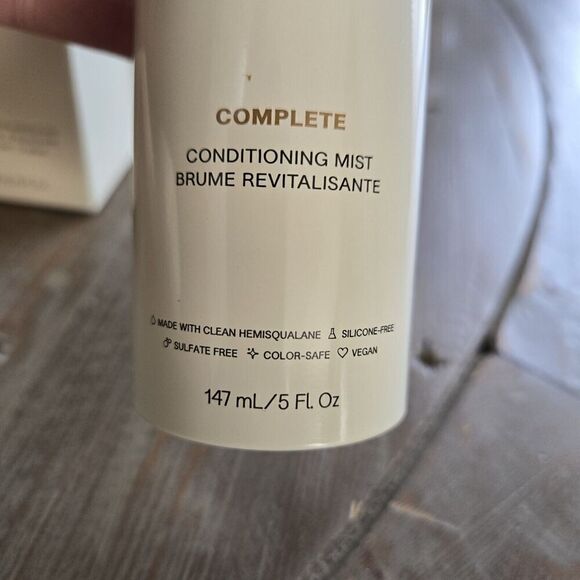 COMPLETE
CONDITIONING MIST
BRUME REVITALISANTE
MADE WITH CLEAN HEMISQUALANE SILICONE-FREE
SULFATE FREE COLOR-SAFE VEGAN
147 mL/5 Fl. Oz